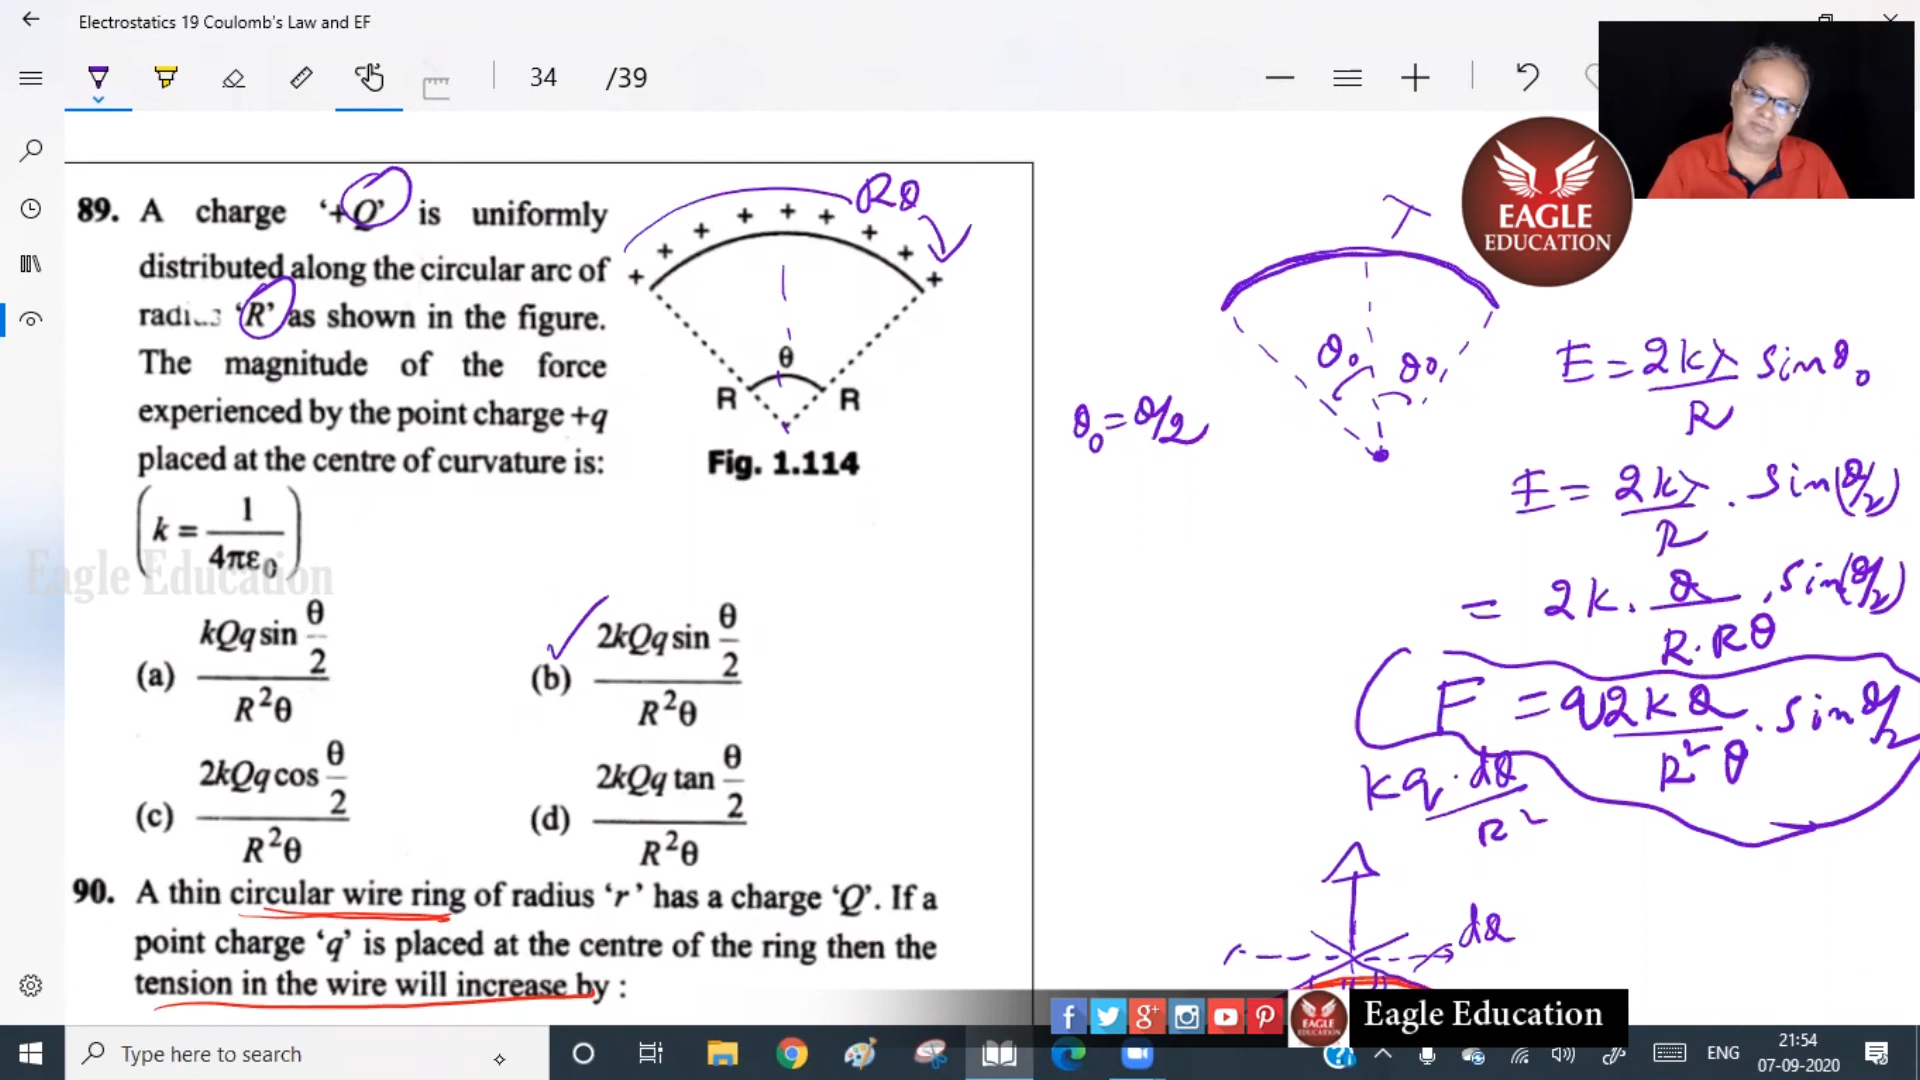 Electrostatics 19 Coulomb's Law and EF
34 /39
EAGLE
EDUCATION
89. A charge '+Q' is uniformly
distributed along the circular arc of
radius 'R' as shown in the figure.
The magnitude of the force
experienced by the point charge +q
placed at the centre of curvature is:
(k = 1/4πε₀)
Rθ
+ + + + + + + + + +
θ
R R
Fig. 1.114
Eagle Education
(a) kQq sin θ/2 / R²θ
(b) 2kQq sin θ/2 / R²θ
(c) 2kQq cos θ/2 / R²θ
(d) 2kQq tan θ/2 / R²θ
90. A thin circular wire ring of radius 'r' has a charge 'Q'. If a
point charge 'q' is placed at the centre of the ring then the
tension in the wire will increase by :
θ₀ θ₀
θ₀ = θ/2
E = 2kλ/R sin θ₀
E = 2kλ/R . sin(θ/2)
= 2k . Q/R.Rθ . sin(θ/2)
F = q2kQ/R²θ . sin θ/2
kq.dQ/R²
dQ
Eagle Education
Type here to search
ENG
21:54
07-09-2020